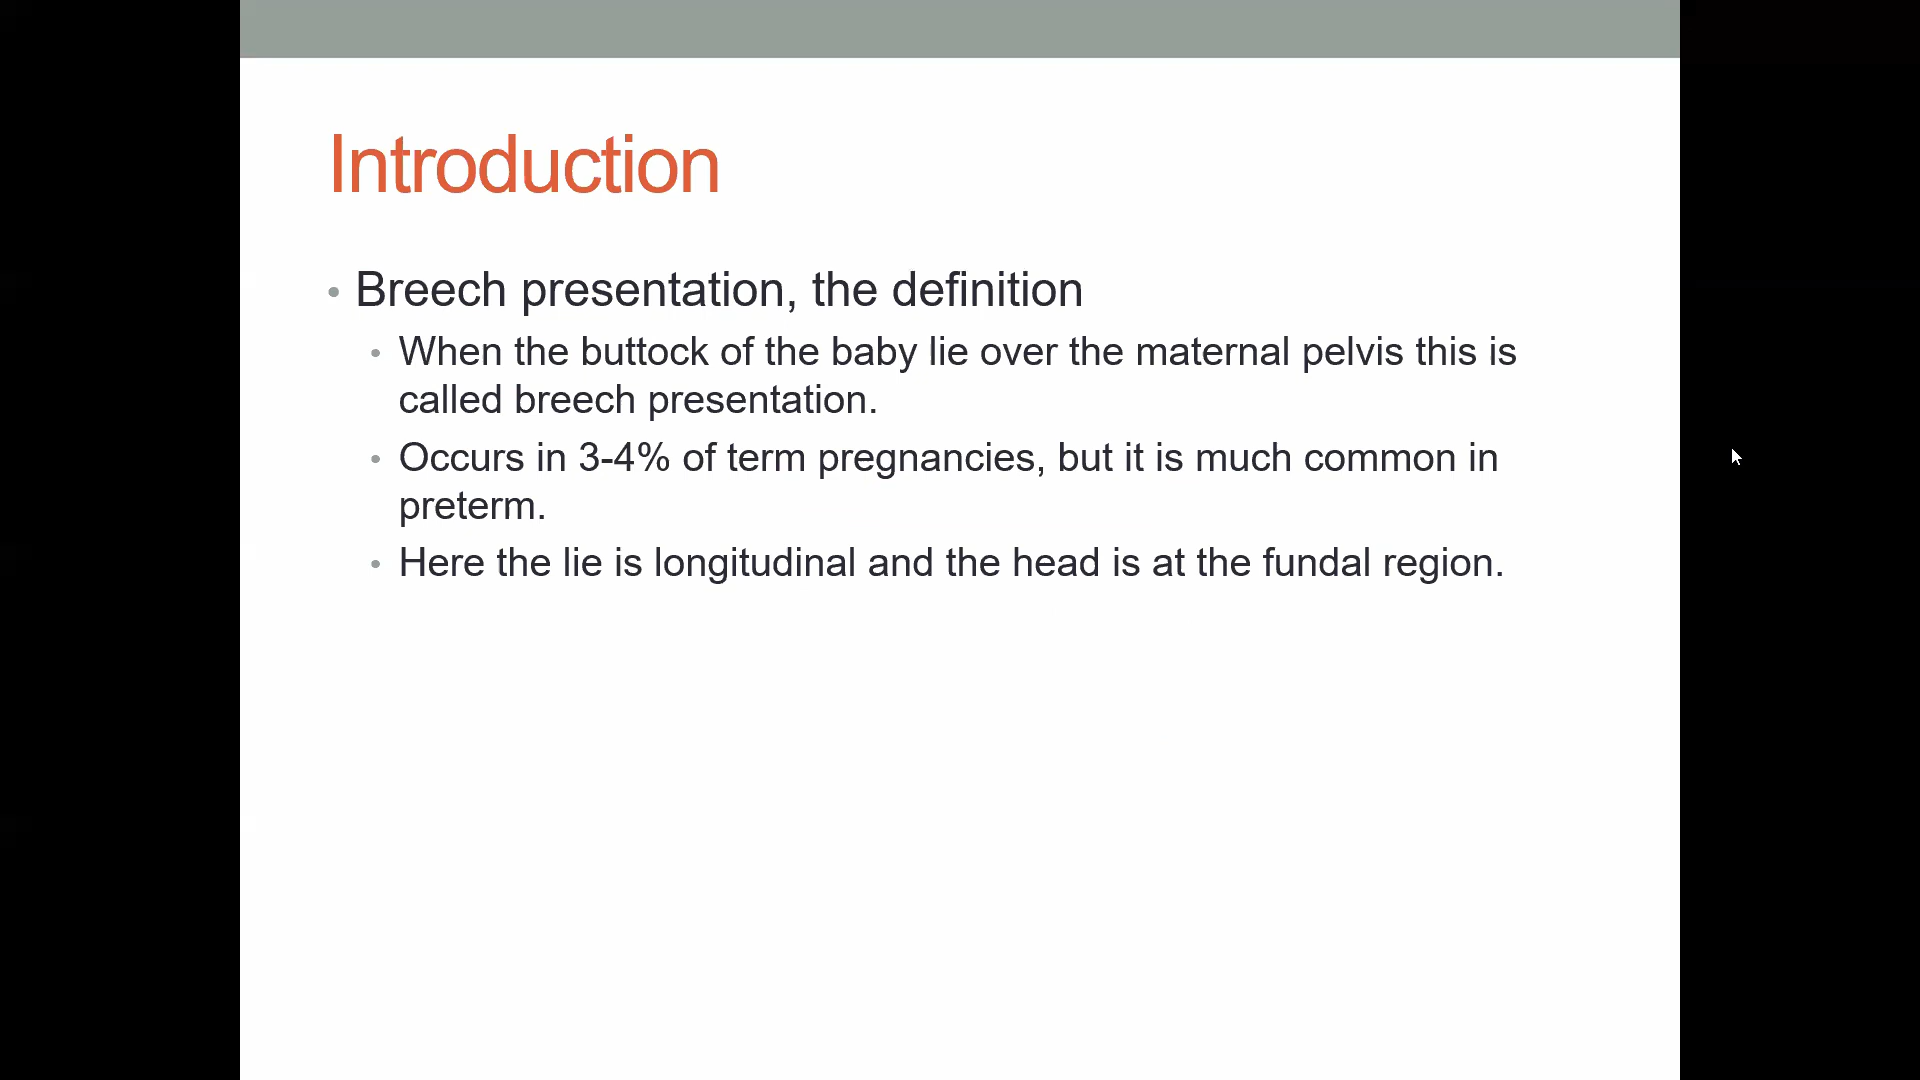 Introduction
• Breech presentation, the definition
• When the buttock of the baby lie over the maternal pelvis this is
called breech presentation.
• Occurs in 3-4% of term pregnancies, but it is much common in
preterm.
• Here the lie is longitudinal and the head is at the fundal region.